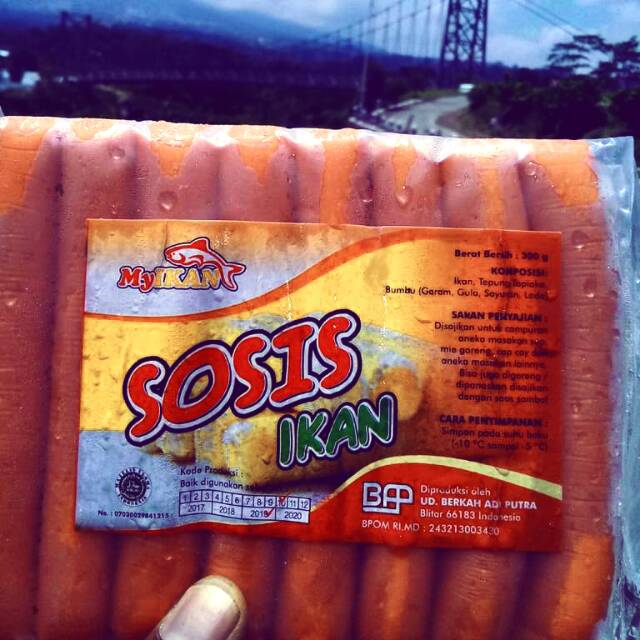 MyIKAN
SOSIS
IKAN
Kode Produksi :
Baik digunakan
1 2 3 4 5 6 7 8 9 10 11 12
2017 2018 2019 2020
No. : 07030029841215
Berat Bersih : 300 g
KOMPOSISI
Ikan, Tepung Tapioka,
Bumbu (Garam, Gula, Sayuran, Lada)
SARAN PENYAJIAN :
Disajikan untuk campuran
aneka masakan
mie goreng, cap cay dan
aneka masakan lainnya.
Bisa juga digoreng
dipanaskan disajikan
dengan saos sambal
CARA PENYIMPANAN :
Simpan pada suhu beku
(-10 °C sampai -5 °C)
BAP
Diproduksi oleh
UD. BERKAH ADI PUTRA
Blitar 66183 Indonesia
BPOM RI.MD : 243213003430